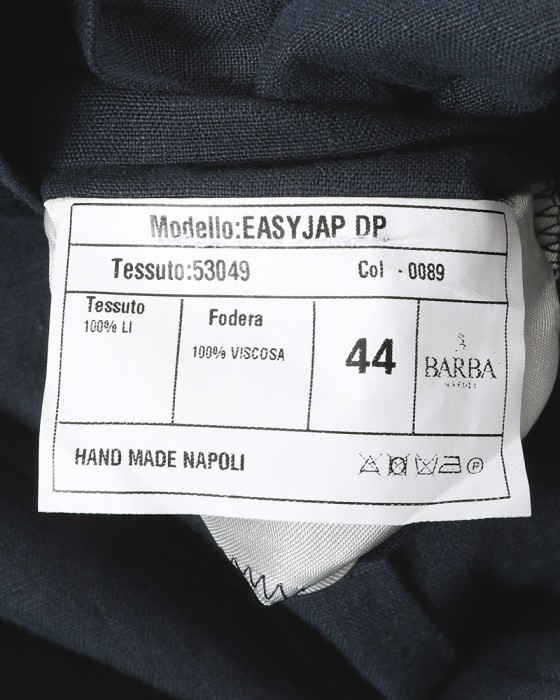 Modello:EASYJAP DP
Tessuto:53049 Col -0089
Tessuto
100% LI
Fodera
100% VISCOSA
44
BARBA
NAPOLI
HAND MADE NAPOLI